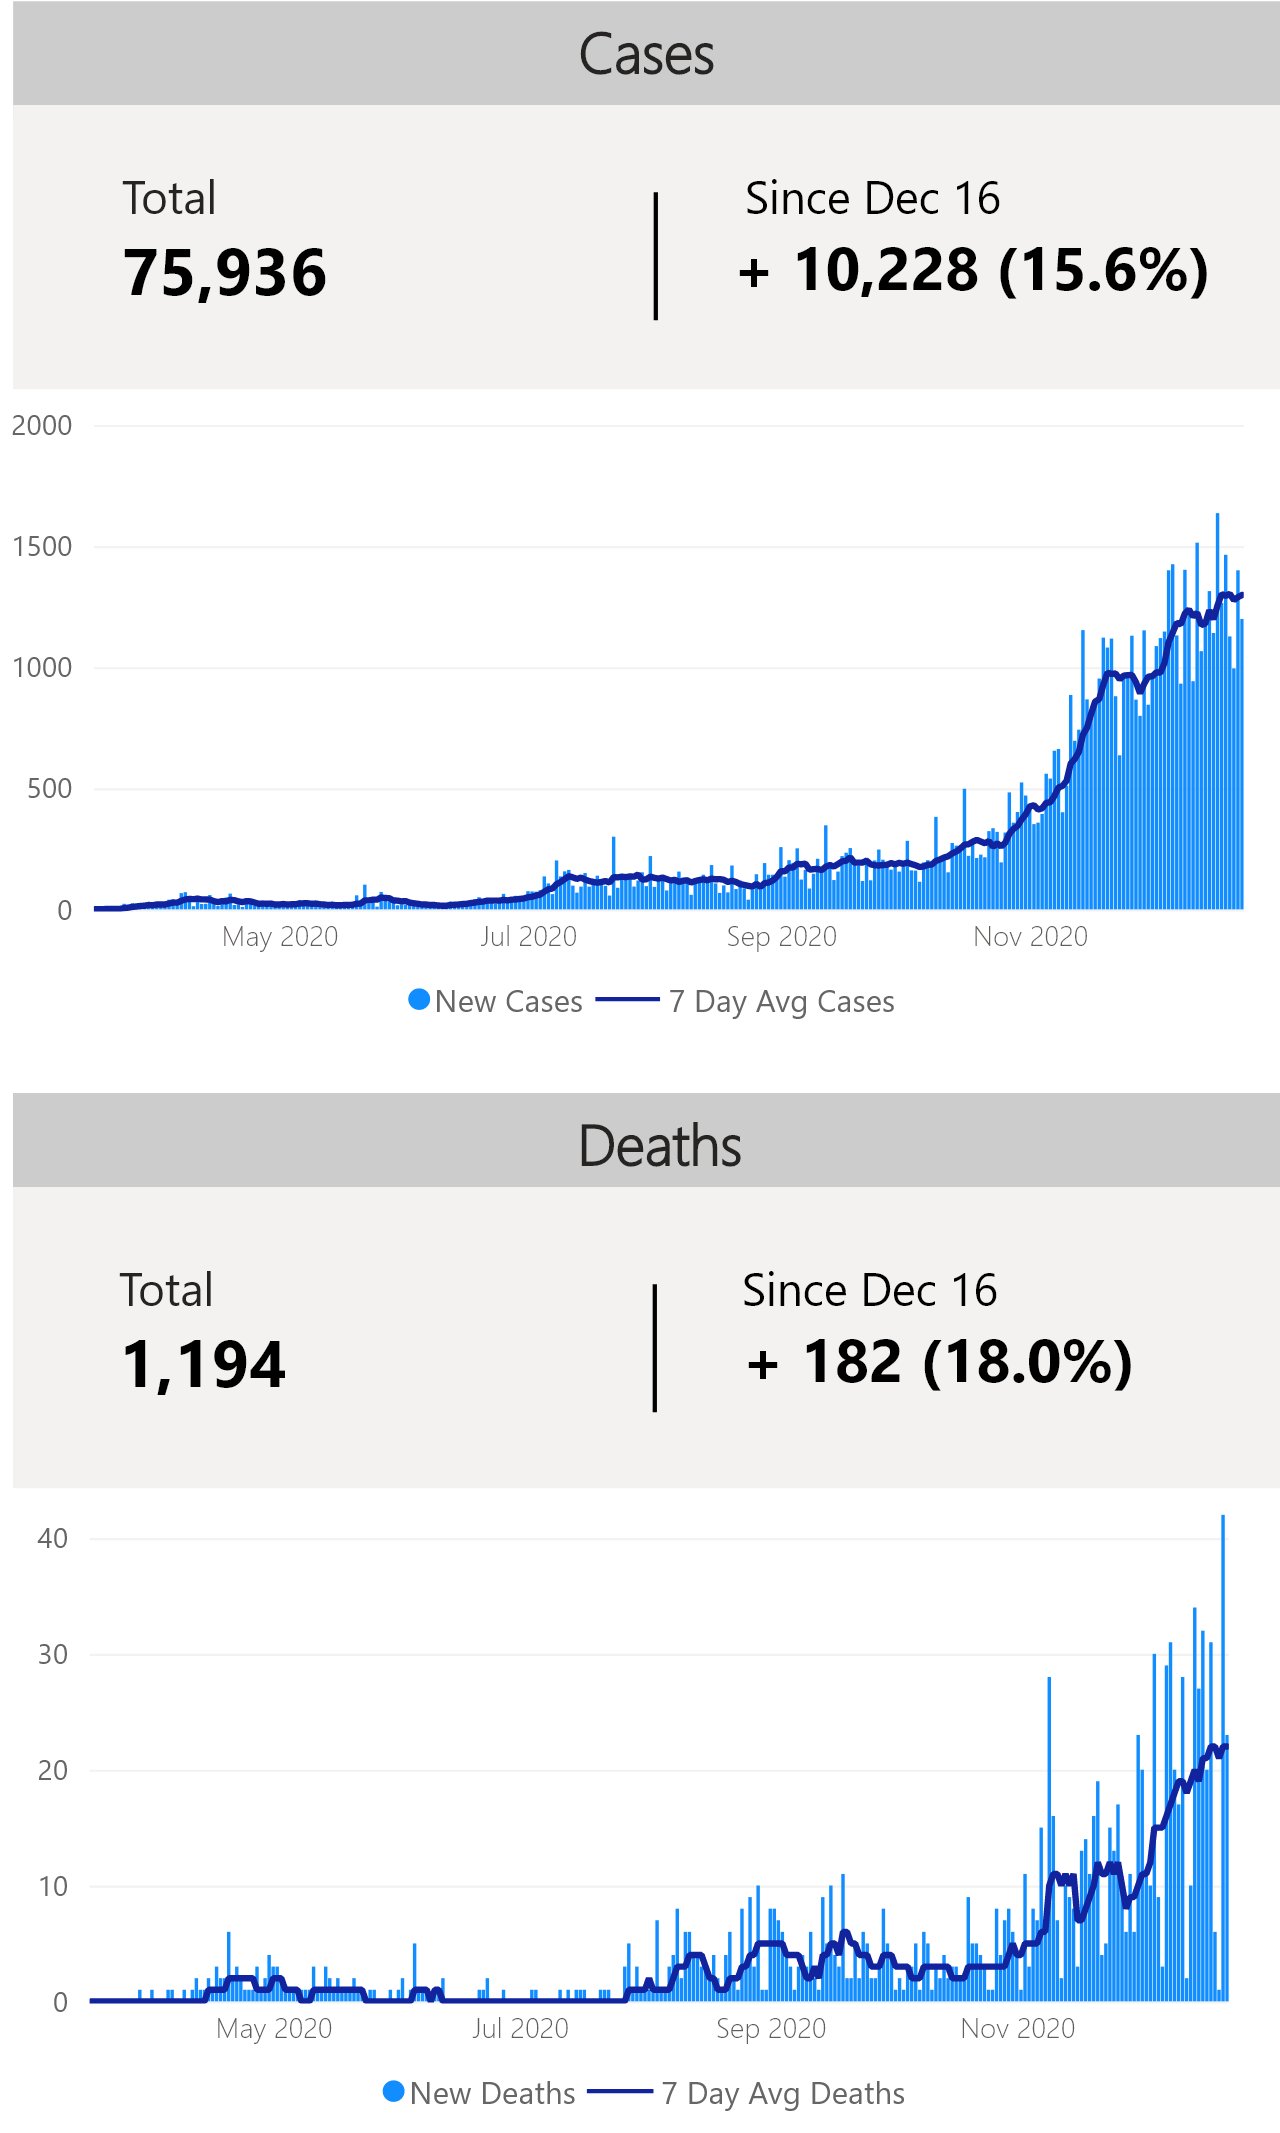 Cases
Total
75,936
Since Dec 16
+ 10,228 (15.6%)
2000
1500
1000
500
0
May 2020 Jul 2020 Sep 2020 Nov 2020
New Cases 7 Day Avg Cases
Deaths
Total
1,194
Since Dec 16
+ 182 (18.0%)
40
30
20
10
0
May 2020 Jul 2020 Sep 2020 Nov 2020
New Deaths 7 Day Avg Deaths